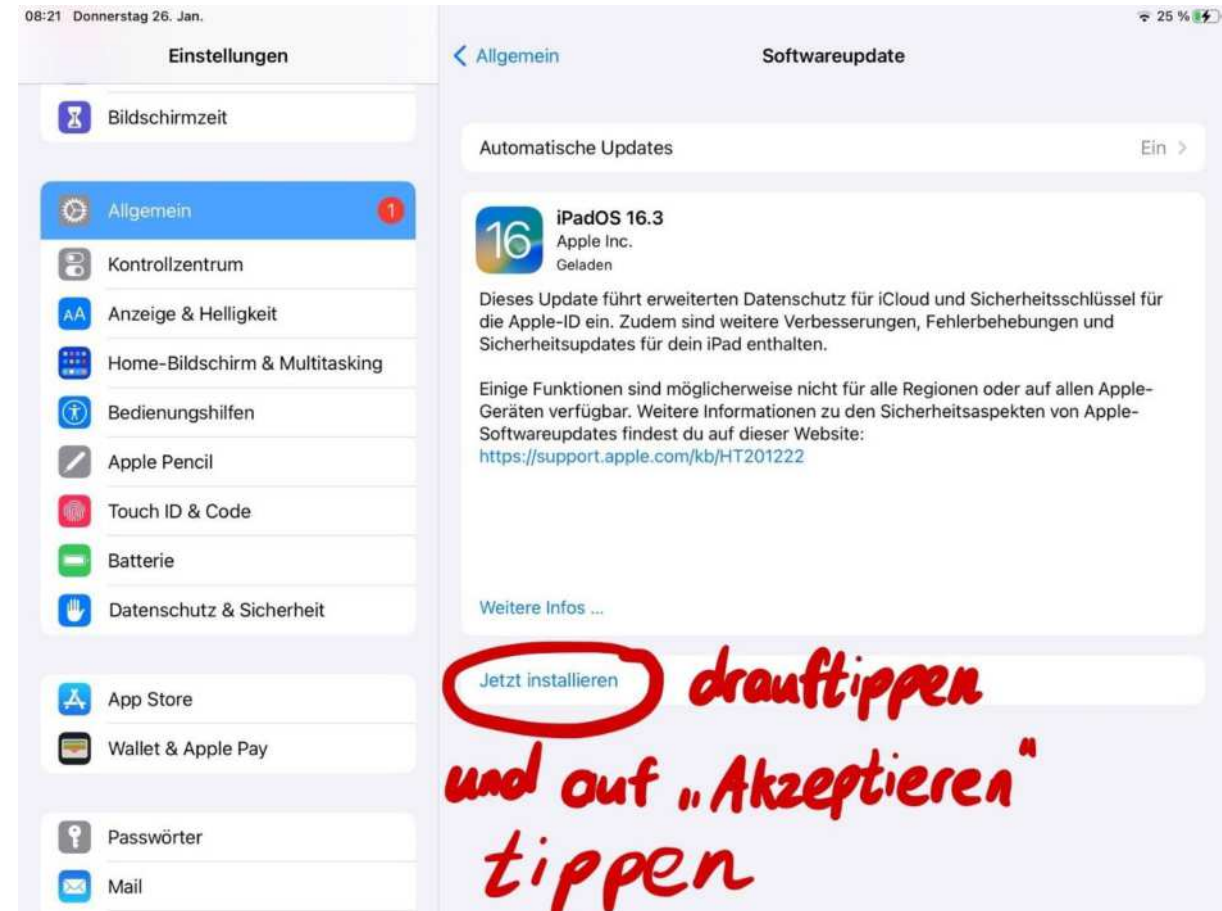 08:21 Donnerstag 26. Jan.
25 %
Einstellungen
Bildschirmzeit
Allgemein
1
Kontrollzentrum
AA
Anzeige & Helligkeit
Home-Bildschirm & Multitasking
Bedienungshilfen
Apple Pencil
Touch ID & Code
Batterie
Datenschutz & Sicherheit
App Store
Wallet & Apple Pay
Passwörter
Mail
Allgemein
Softwareupdate
Automatische Updates
Ein
16
iPadOS 16.3
Apple Inc.
Geladen
Dieses Update führt erweiterten Datenschutz für iCloud und Sicherheitsschlüssel für
die Apple-ID ein. Zudem sind weitere Verbesserungen, Fehlerbehebungen und
Sicherheitsupdates für dein iPad enthalten.
Einige Funktionen sind möglicherweise nicht für alle Regionen oder auf allen Apple-
Geräten verfügbar. Weitere Informationen zu den Sicherheitsaspekten von Apple-
Softwareupdates findest du auf dieser Website:
https://support.apple.com/kb/HT201222
Weitere Infos ...
Jetzt installieren
drauftippen
und auf „Akzeptieren“
tippen